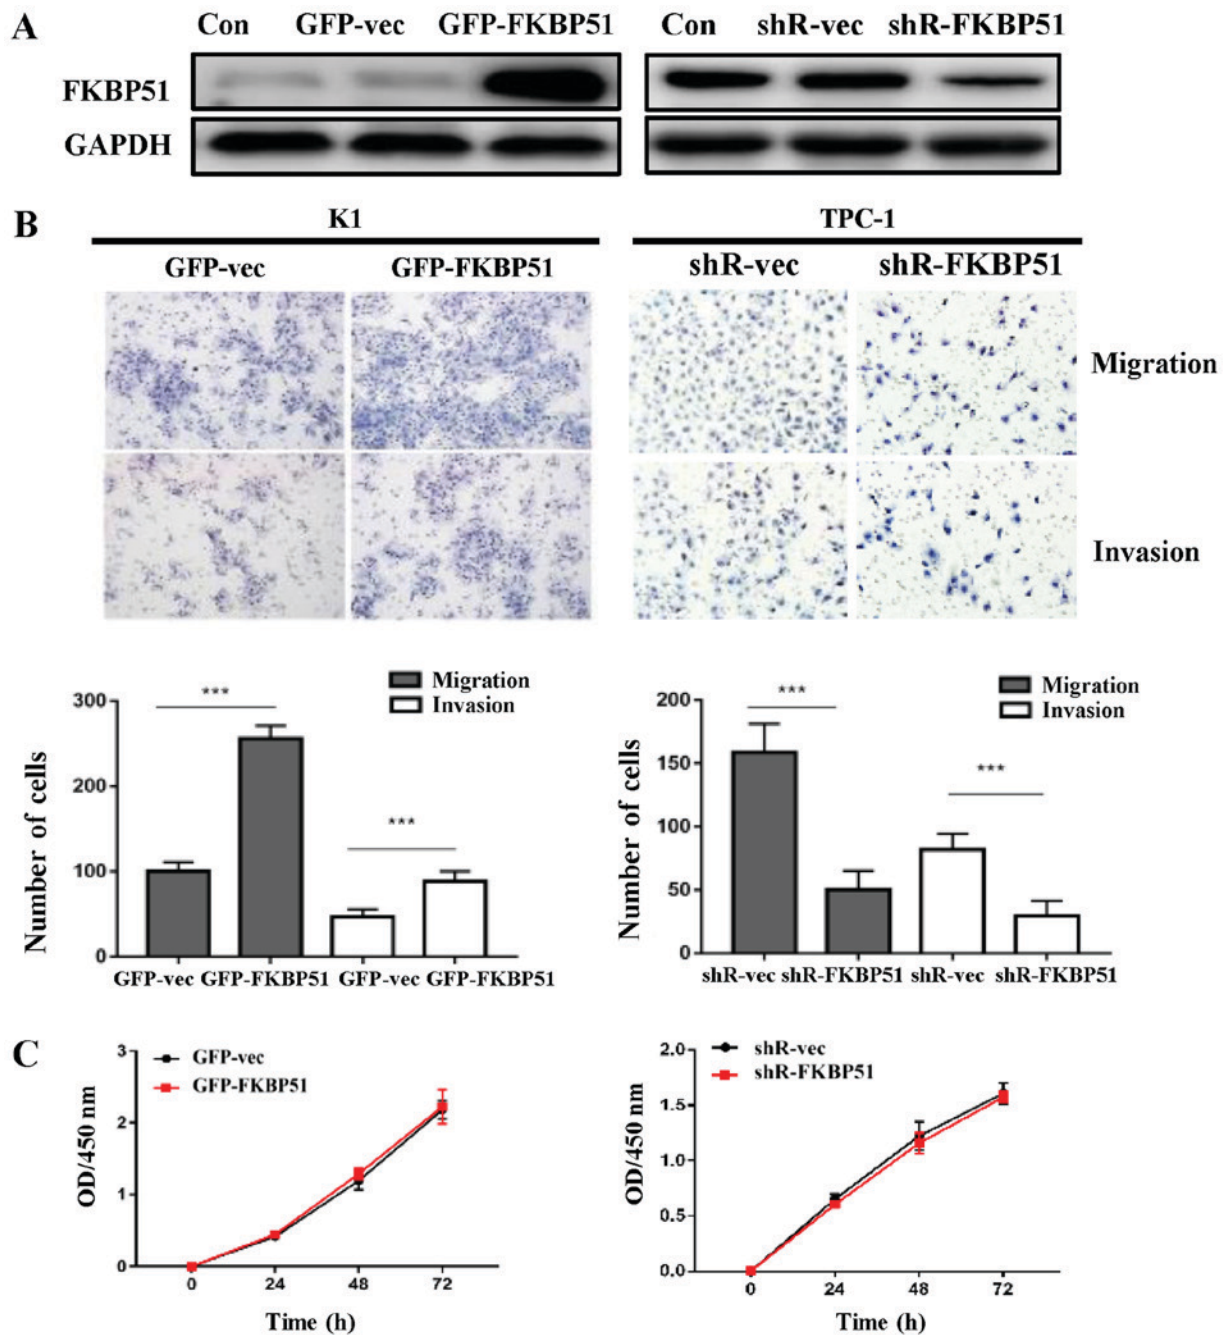 A
Con GFP-vec GFP-FKBP51 Con shR-vec shR-FKBP51
FKBP51
GAPDH
B
K1 TPC-1
GFP-vec GFP-FKBP51 shR-vec shR-FKBP51
Migration
Invasion
Number of cells
300
200
100
0
***
***
Migration
Invasion
GFP-vec GFP-FKBP51 GFP-vec GFP-FKBP51
Number of cells
200
150
100
50
0
***
***
Migration
Invasion
shR-vec shR-FKBP51 shR-vec shR-FKBP51
C
OD/450 nm
3
2
1
0
GFP-vec
GFP-FKBP51
0 24 48 72
Time (h)
OD/450 nm
2.0
1.5
1.0
0.5
0.0
shR-vec
shR-FKBP51
0 24 48 72
Time (h)